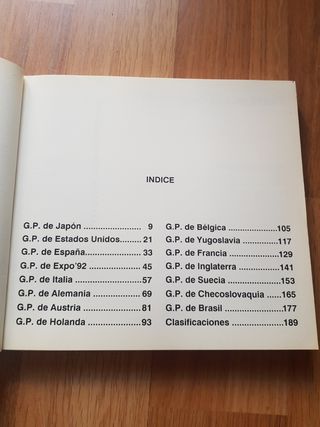 INDICE
G.P. de Japón ........................ 9
G.P. de Estados Unidos........ 21
G.P. de España.................... 33
G.P. de Expo'92 ................... 45
G.P. de Italia ........................ 57
G.P. de Alemania ................. 69
G.P. de Austria .................... 81
G.P. de Holanda .................. 93
G.P. de Bélgica ................... 105
G.P. de Yugoslavia .............. 117
G.P. de Francia ................... 129
G.P. de Inglaterra ................ 141
G.P. de Suecia .................... 153
G.P. de Checoslovaquia ...... 165
G.P. de Brasil ...................... 177
Clasificaciones .................... 189